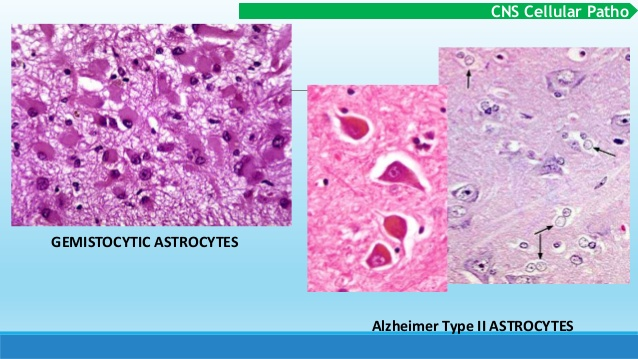 CNS Cellular Patho
GEMISTOCYTIC ASTROCYTES
Alzheimer Type II ASTROCYTES